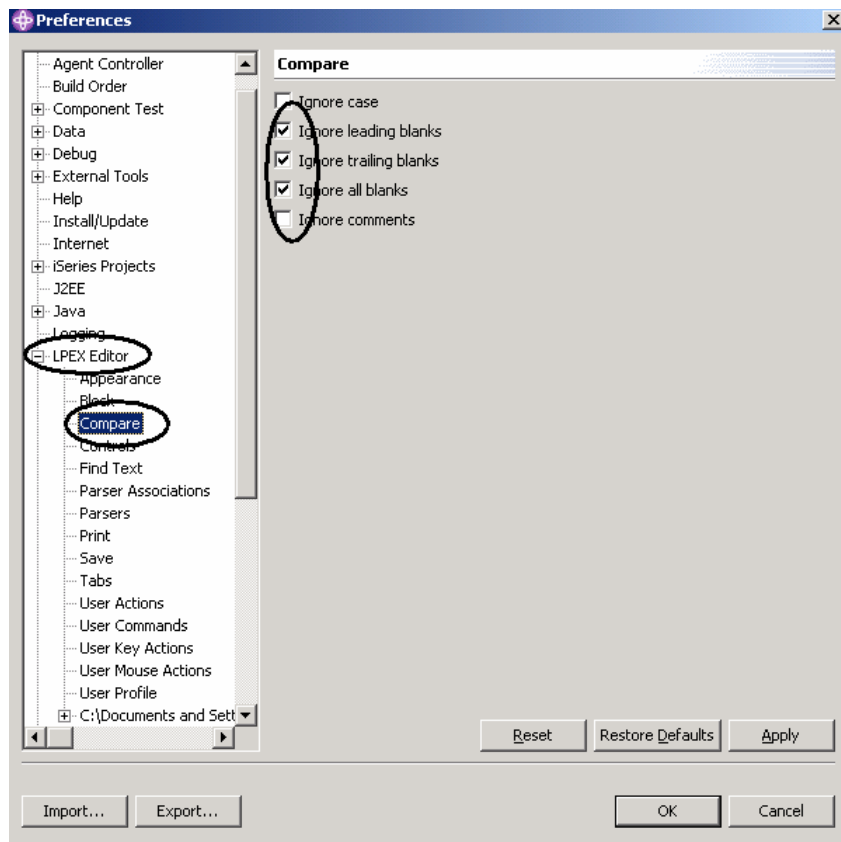 Preferences
Agent Controller
Build Order
Component Test
Data
Debug
External Tools
Help
Install/Update
Internet
iSeries Projects
J2EE
Java
Logging
LPEX Editor
Appearance
Block
Compare
Controls
Find Text
Parser Associations
Parsers
Print
Save
Tabs
User Actions
User Commands
User Key Actions
User Mouse Actions
User Profile
C:\Documents and Sett
Compare
Ignore case
Ignore leading blanks
Ignore trailing blanks
Ignore all blanks
Ignore comments
Reset Restore Defaults Apply
Import... Export... OK Cancel